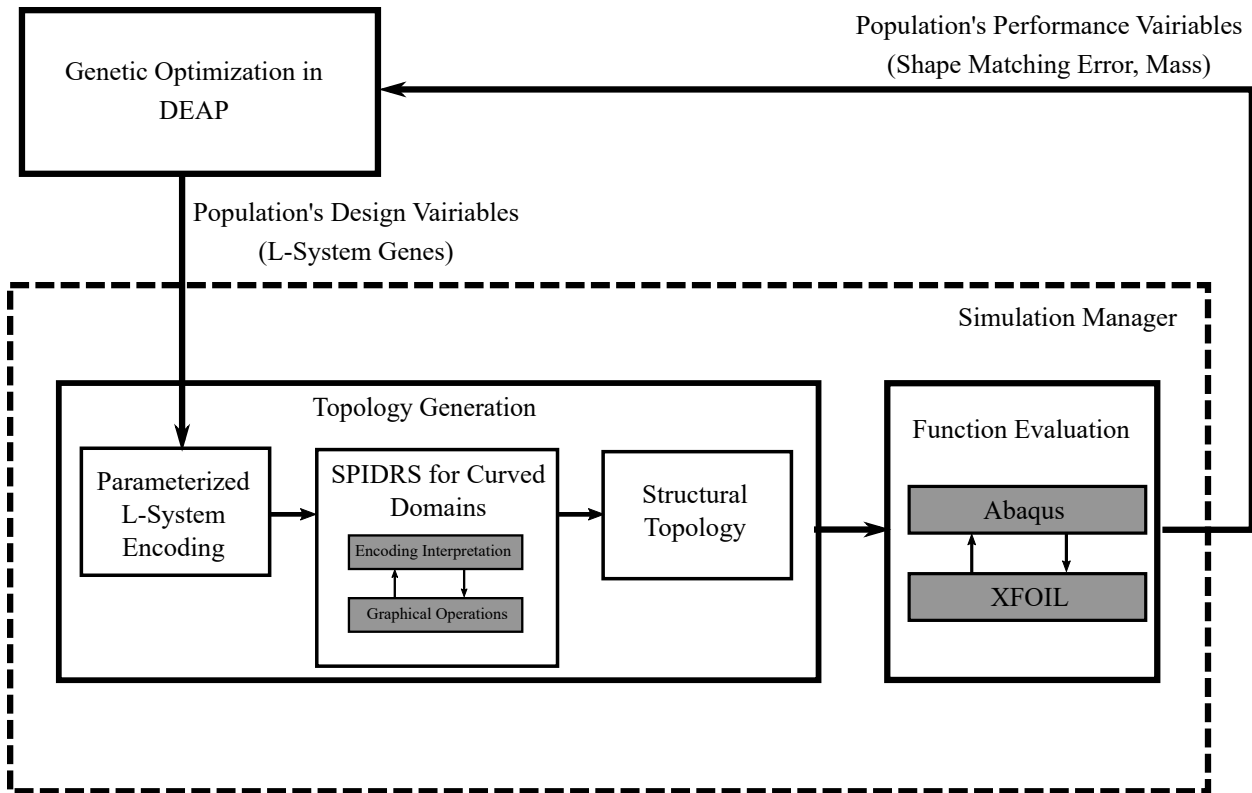 Genetic Optimization in
DEAP
Population's Performance Vairiables
(Shape Matching Error, Mass)
Population's Design Vairiables
(L-System Genes)
Simulation Manager
Topology Generation
Parameterized
L-System
Encoding
SPIDRS for Curved
Domains
Encoding Interpretation
Graphical Operations
Structural
Topology
Function Evaluation
Abaqus
XFOIL